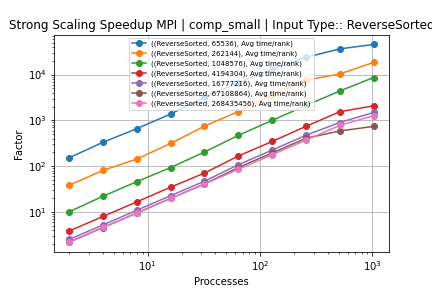 Strong Scaling Speedup MPI | comp_small | Input Type:: ReverseSorted
((ReverseSorted, 65536), Avg time/rank)
((ReverseSorted, 262144), Avg time/rank)
((ReverseSorted, 1048576), Avg time/rank)
((ReverseSorted, 4194304), Avg time/rank)
((ReverseSorted, 16777216), Avg time/rank)
((ReverseSorted, 67108864), Avg time/rank)
((ReverseSorted, 268435456), Avg time/rank)
Factor
10⁴
10³
10²
10¹
10¹ 10² 10³
Proccesses